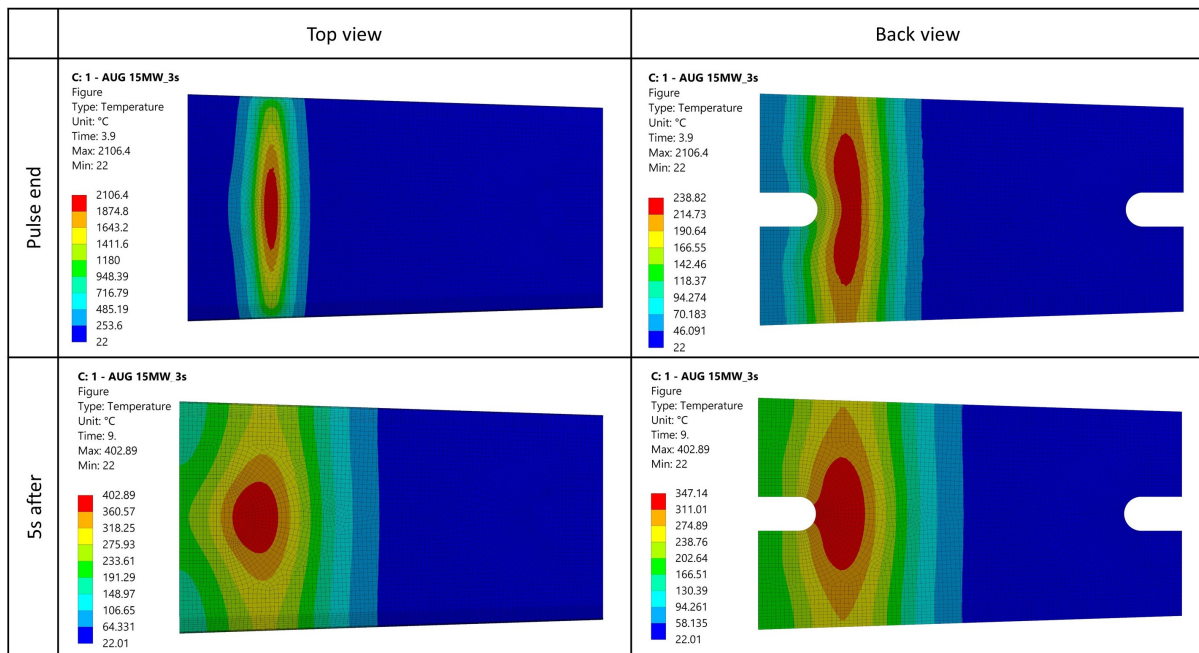 Top view
Back view
Pulse end
C: 1 - AUG 15MW_3s
Figure
Type: Temperature
Unit: °C
Time: 3.9
Max: 2106.4
Min: 22
2106.4
1874.8
1643.2
1411.6
1180
948.39
716.79
485.19
253.6
22
C: 1 - AUG 15MW_3s
Figure
Type: Temperature
Unit: °C
Time: 3.9
Max: 2106.4
Min: 22
238.82
214.73
190.64
166.55
142.46
118.37
94.274
70.183
46.091
22
5s after
C: 1 - AUG 15MW_3s
Figure
Type: Temperature
Unit: °C
Time: 9.
Max: 402.89
Min: 22
402.89
360.57
318.25
275.93
233.61
191.29
148.97
106.65
64.331
22.01
C: 1 - AUG 15MW_3s
Figure
Type: Temperature
Unit: °C
Time: 9.
Max: 402.89
Min: 22
347.14
311.01
274.89
238.76
202.64
166.51
130.39
94.261
58.135
22.01